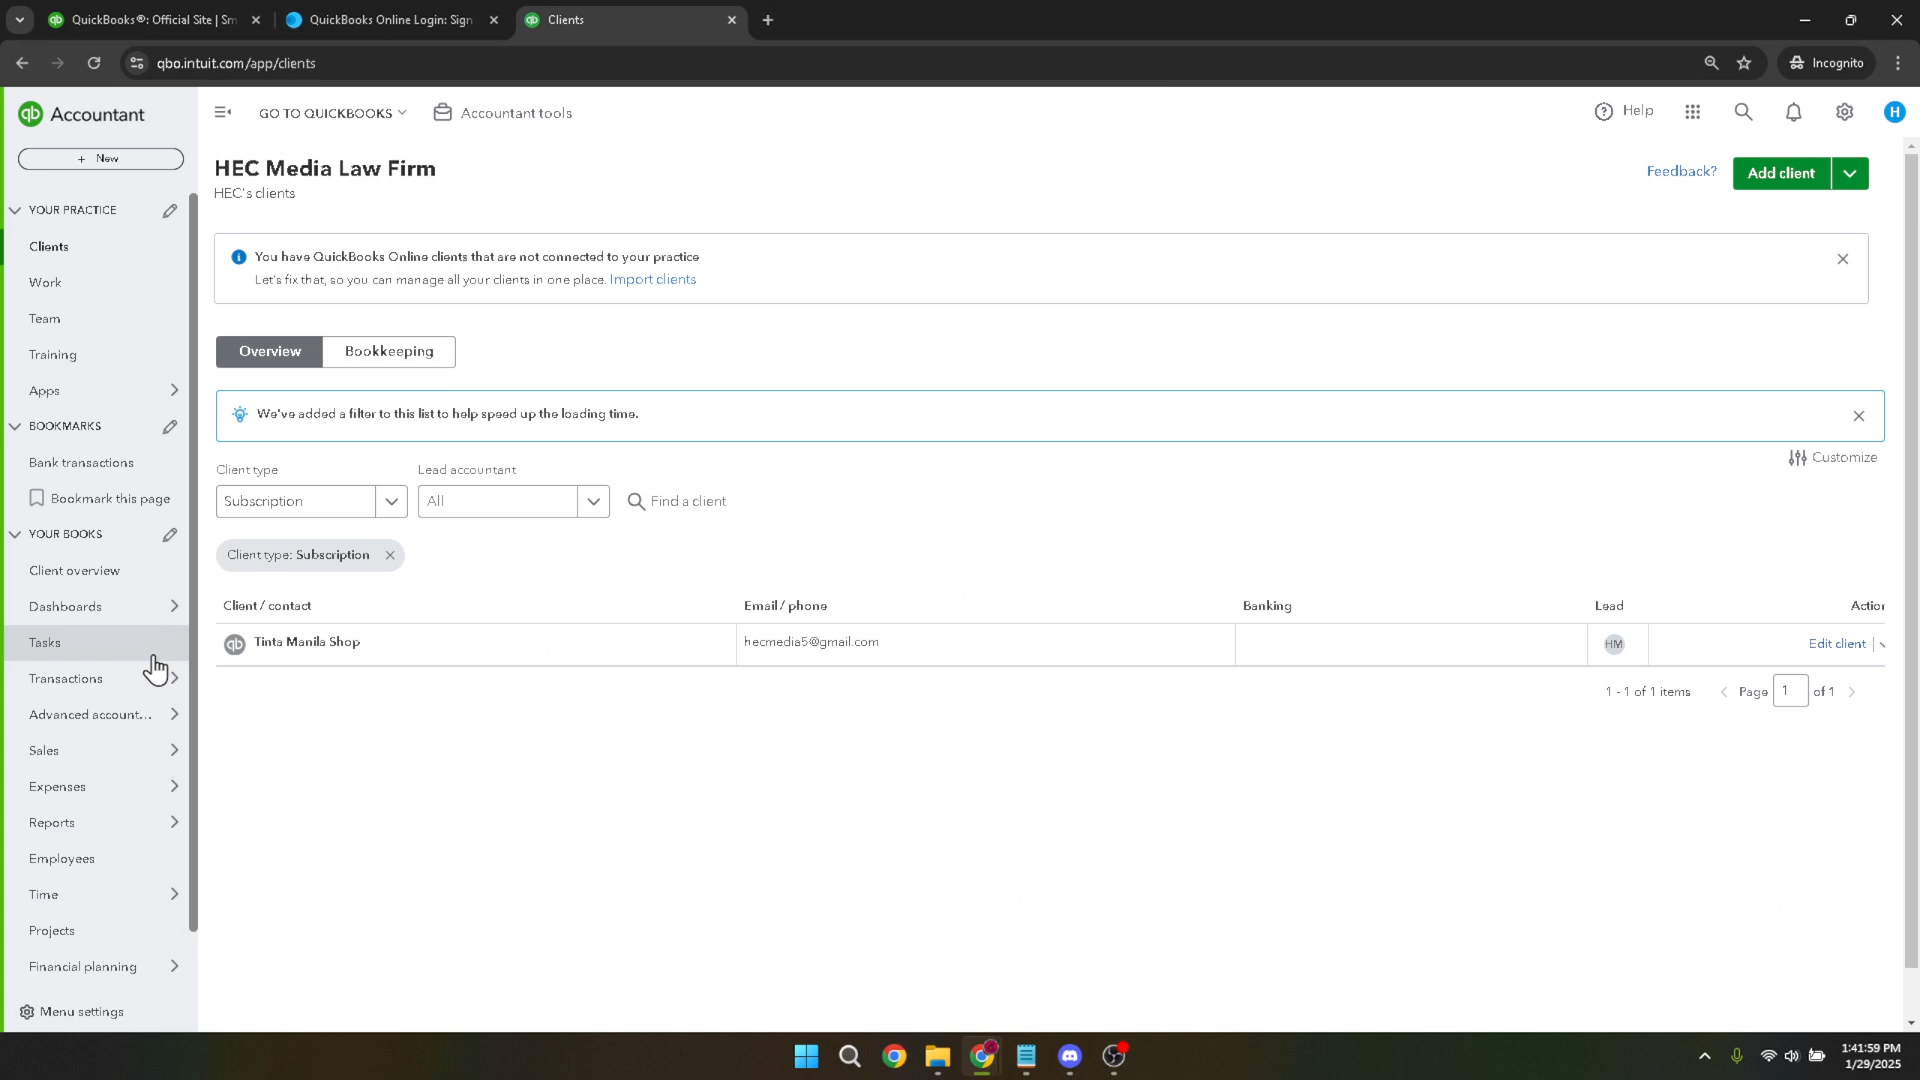 QuickBooks®: Official Site | Sm
QuickBooks Online Login: Sign
Clients
qbo.intuit.com/app/clients
Incognito
qb Accountant
GO TO QUICKBOOKS
Accountant tools
Help
H
+ New
HEC Media Law Firm
HEC's clients
Feedback?
Add client
YOUR PRACTICE
Clients
Work
Team
Training
Apps
BOOKMARKS
Bank transactions
Bookmark this page
YOUR BOOKS
Client overview
Dashboards
Tasks
Transactions
Advanced account...
Sales
Expenses
Reports
Employees
Time
Projects
Financial planning
Menu settings
You have QuickBooks Online clients that are not connected to your practice
Let's fix that, so you can manage all your clients in one place. Import clients
Overview
Bookkeeping
We've added a filter to this list to help speed up the loading time.
Customize
Client type
Lead accountant
Subscription
All
Find a client
Client type: Subscription
Client / contact
Email / phone
Banking
Lead
Action
qb
Tinta Manila Shop
hecmedia5@gmail.com
HM
Edit client
1 - 1 of 1 items
Page 1 of 1
1:41:59 PM
1/29/2025